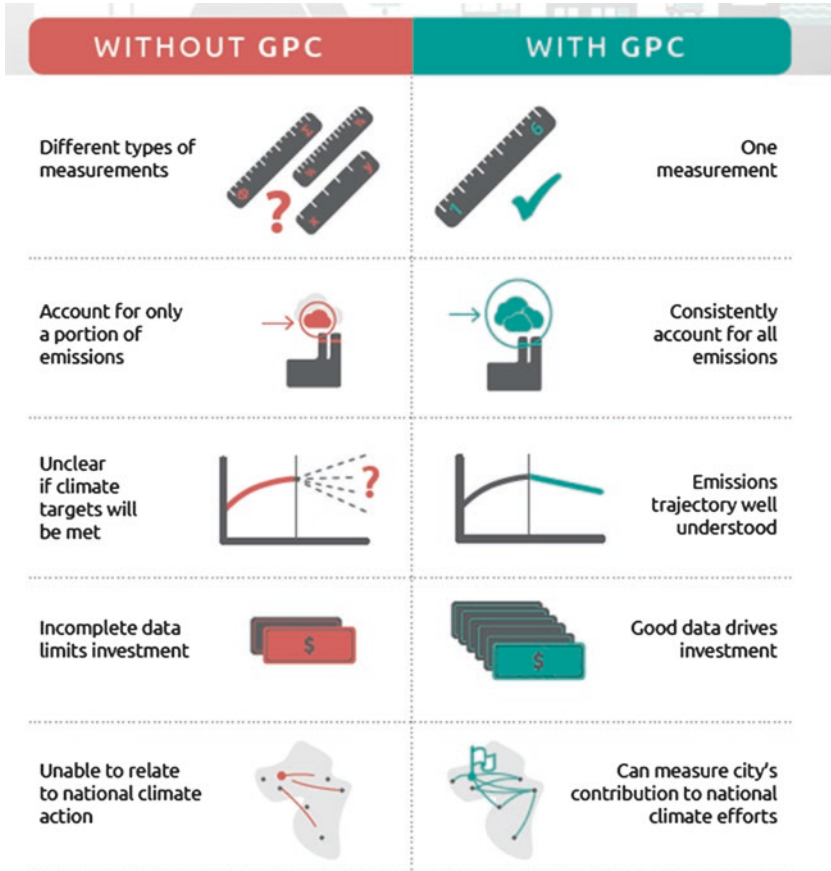 WITHOUT GPC
WITH GPC
Different types of
measurements
?
1
6
One
measurement
Account for only
a portion of
emissions
Consistently
account for all
emissions
Unclear
if climate
targets will
be met
?
Emissions
trajectory well
understood
Incomplete data
limits investment
$
$
Good data drives
investment
Unable to relate
to national climate
action
Can measure city's
contribution to national
climate efforts